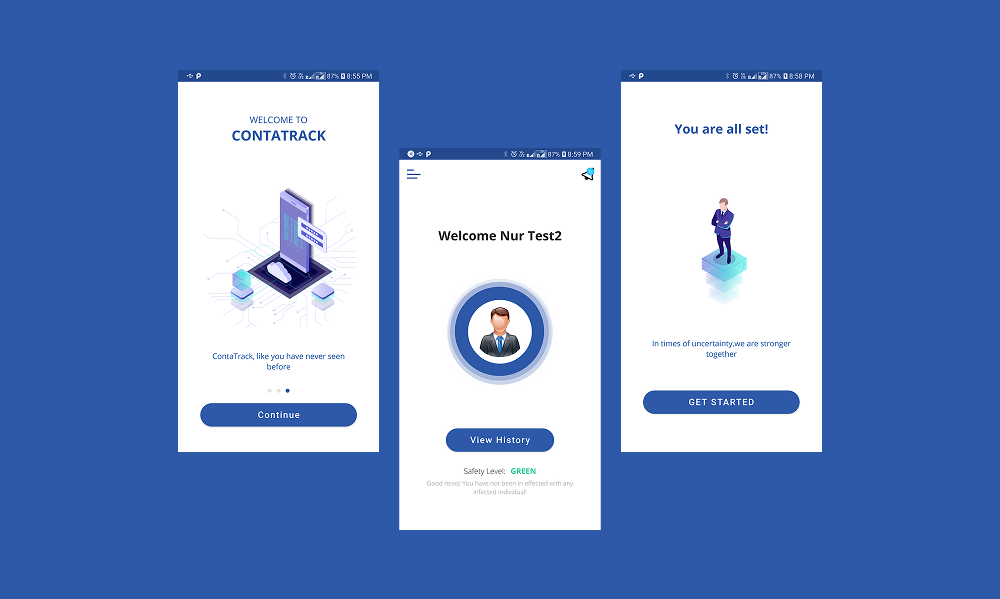 87% 8:55 PM
WELCOME TO
CONTATRACK
ContaTrack, like you have never seen
before
Continue
87% 8:59 PM
Welcome Nur Test2
View History
Safety Level: GREEN
Good news! You have not been in effected with any
infected individual!
87% 8:58 PM
You are all set!
In times of uncertainty,we are stronger
together
GET STARTED